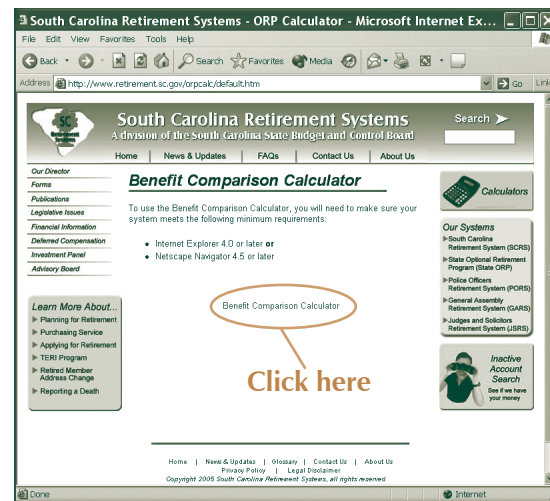 South Carolina Retirement Systems - ORP Calculator - Microsoft Internet Ex...
File Edit View Favorites Tools Help
Back Search Favorites Media
Address http://www.retirement.sc.gov/orpcalc/default.htm Go Link
SC
Retirement
Systems
South Carolina Retirement Systems
A division of the South Carolina State Budget and Control Board
Search
Home | News & Updates | FAQs | Contact Us | About Us
Our Director
Forms
Publications
Legislative Issues
Financial Information
Deferred Compensation
Investment Panel
Advisory Board
Learn More About...
Planning for Retirement
Purchasing Service
Applying for Retirement
TERI Program
Retired Member
Address Change
Reporting a Death
Benefit Comparison Calculator
To use the Benefit Comparison Calculator, you will need to make sure your
system meets the following minimum requirements:
• Internet Explorer 4.0 or later or
• Netscape Navigator 4.5 or later
Benefit Comparison Calculator
Click here
Calculators
Our Systems
South Carolina
Retirement System (SCRS)
State Optional Retirement
Program (State ORP)
Police Officers
Retirement System (PORS)
General Assembly
Retirement System (GARS)
Judges and Solicitors
Retirement System (JSRS)
Inactive
Account
Search
See if we have
your money
Home | News & Updates | Glossary | Contact Us | About Us
Privacy Policy | Legal Disclaimer
Copyright 2005 South Carolina Retirement Systems, all rights reserved
Done Internet